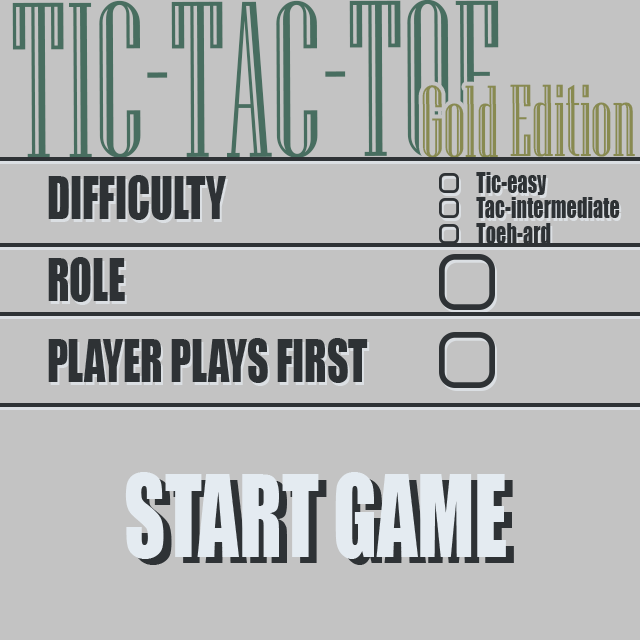 TIC-TAC-TOE
Gold Edition
DIFFICULTY
Tic-easy
Tac-intermediate
Toeh-ard
ROLE
PLAYER PLAYS FIRST
START GAME